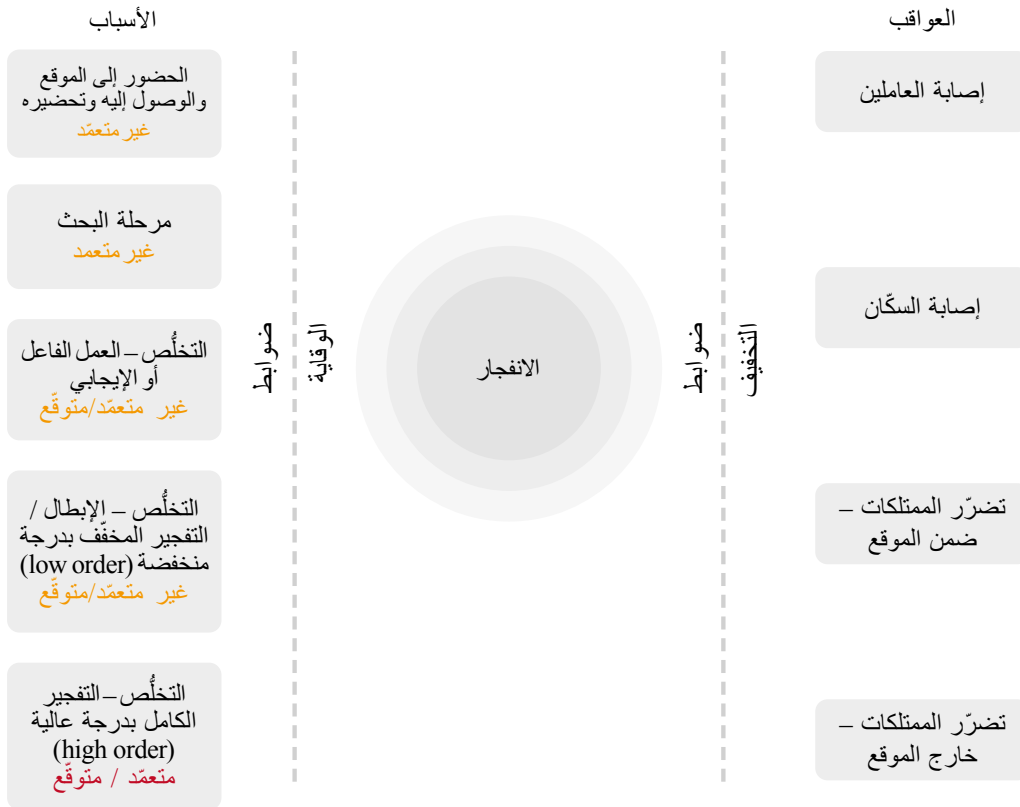 الأسباب
العواقب
الحضور إلى الموقع
والوصول إليه وتحضيره
غير متعمّد
مرحلة البحث
غير متعمد
التخلُّص – العمل الفاعل
أو الإيجابي
غير متعمّد/متوقّع
التخلُّص – الإبطال /
التفجير المخفّف بدرجة
منخفضة (low order)
غير متعمّد/متوقّع
التخلُّص – التفجير
الكامل بدرجة عالية
(high order)
متعمّد / متوقّع
ضوابط
الوقاية
الانفجار
ضوابط
التخفيف
إصابة العاملين
إصابة السكّان
تضرّر الممتلكات –
ضمن الموقع
تضرّر الممتلكات –
خارج الموقع